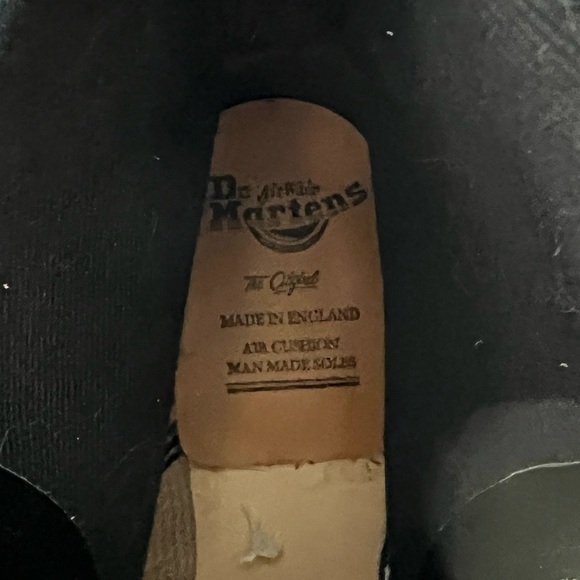 Dr AirWair
Martens
The Original
MADE IN ENGLAND
AIR CUSHION
MAN MADE SOLES